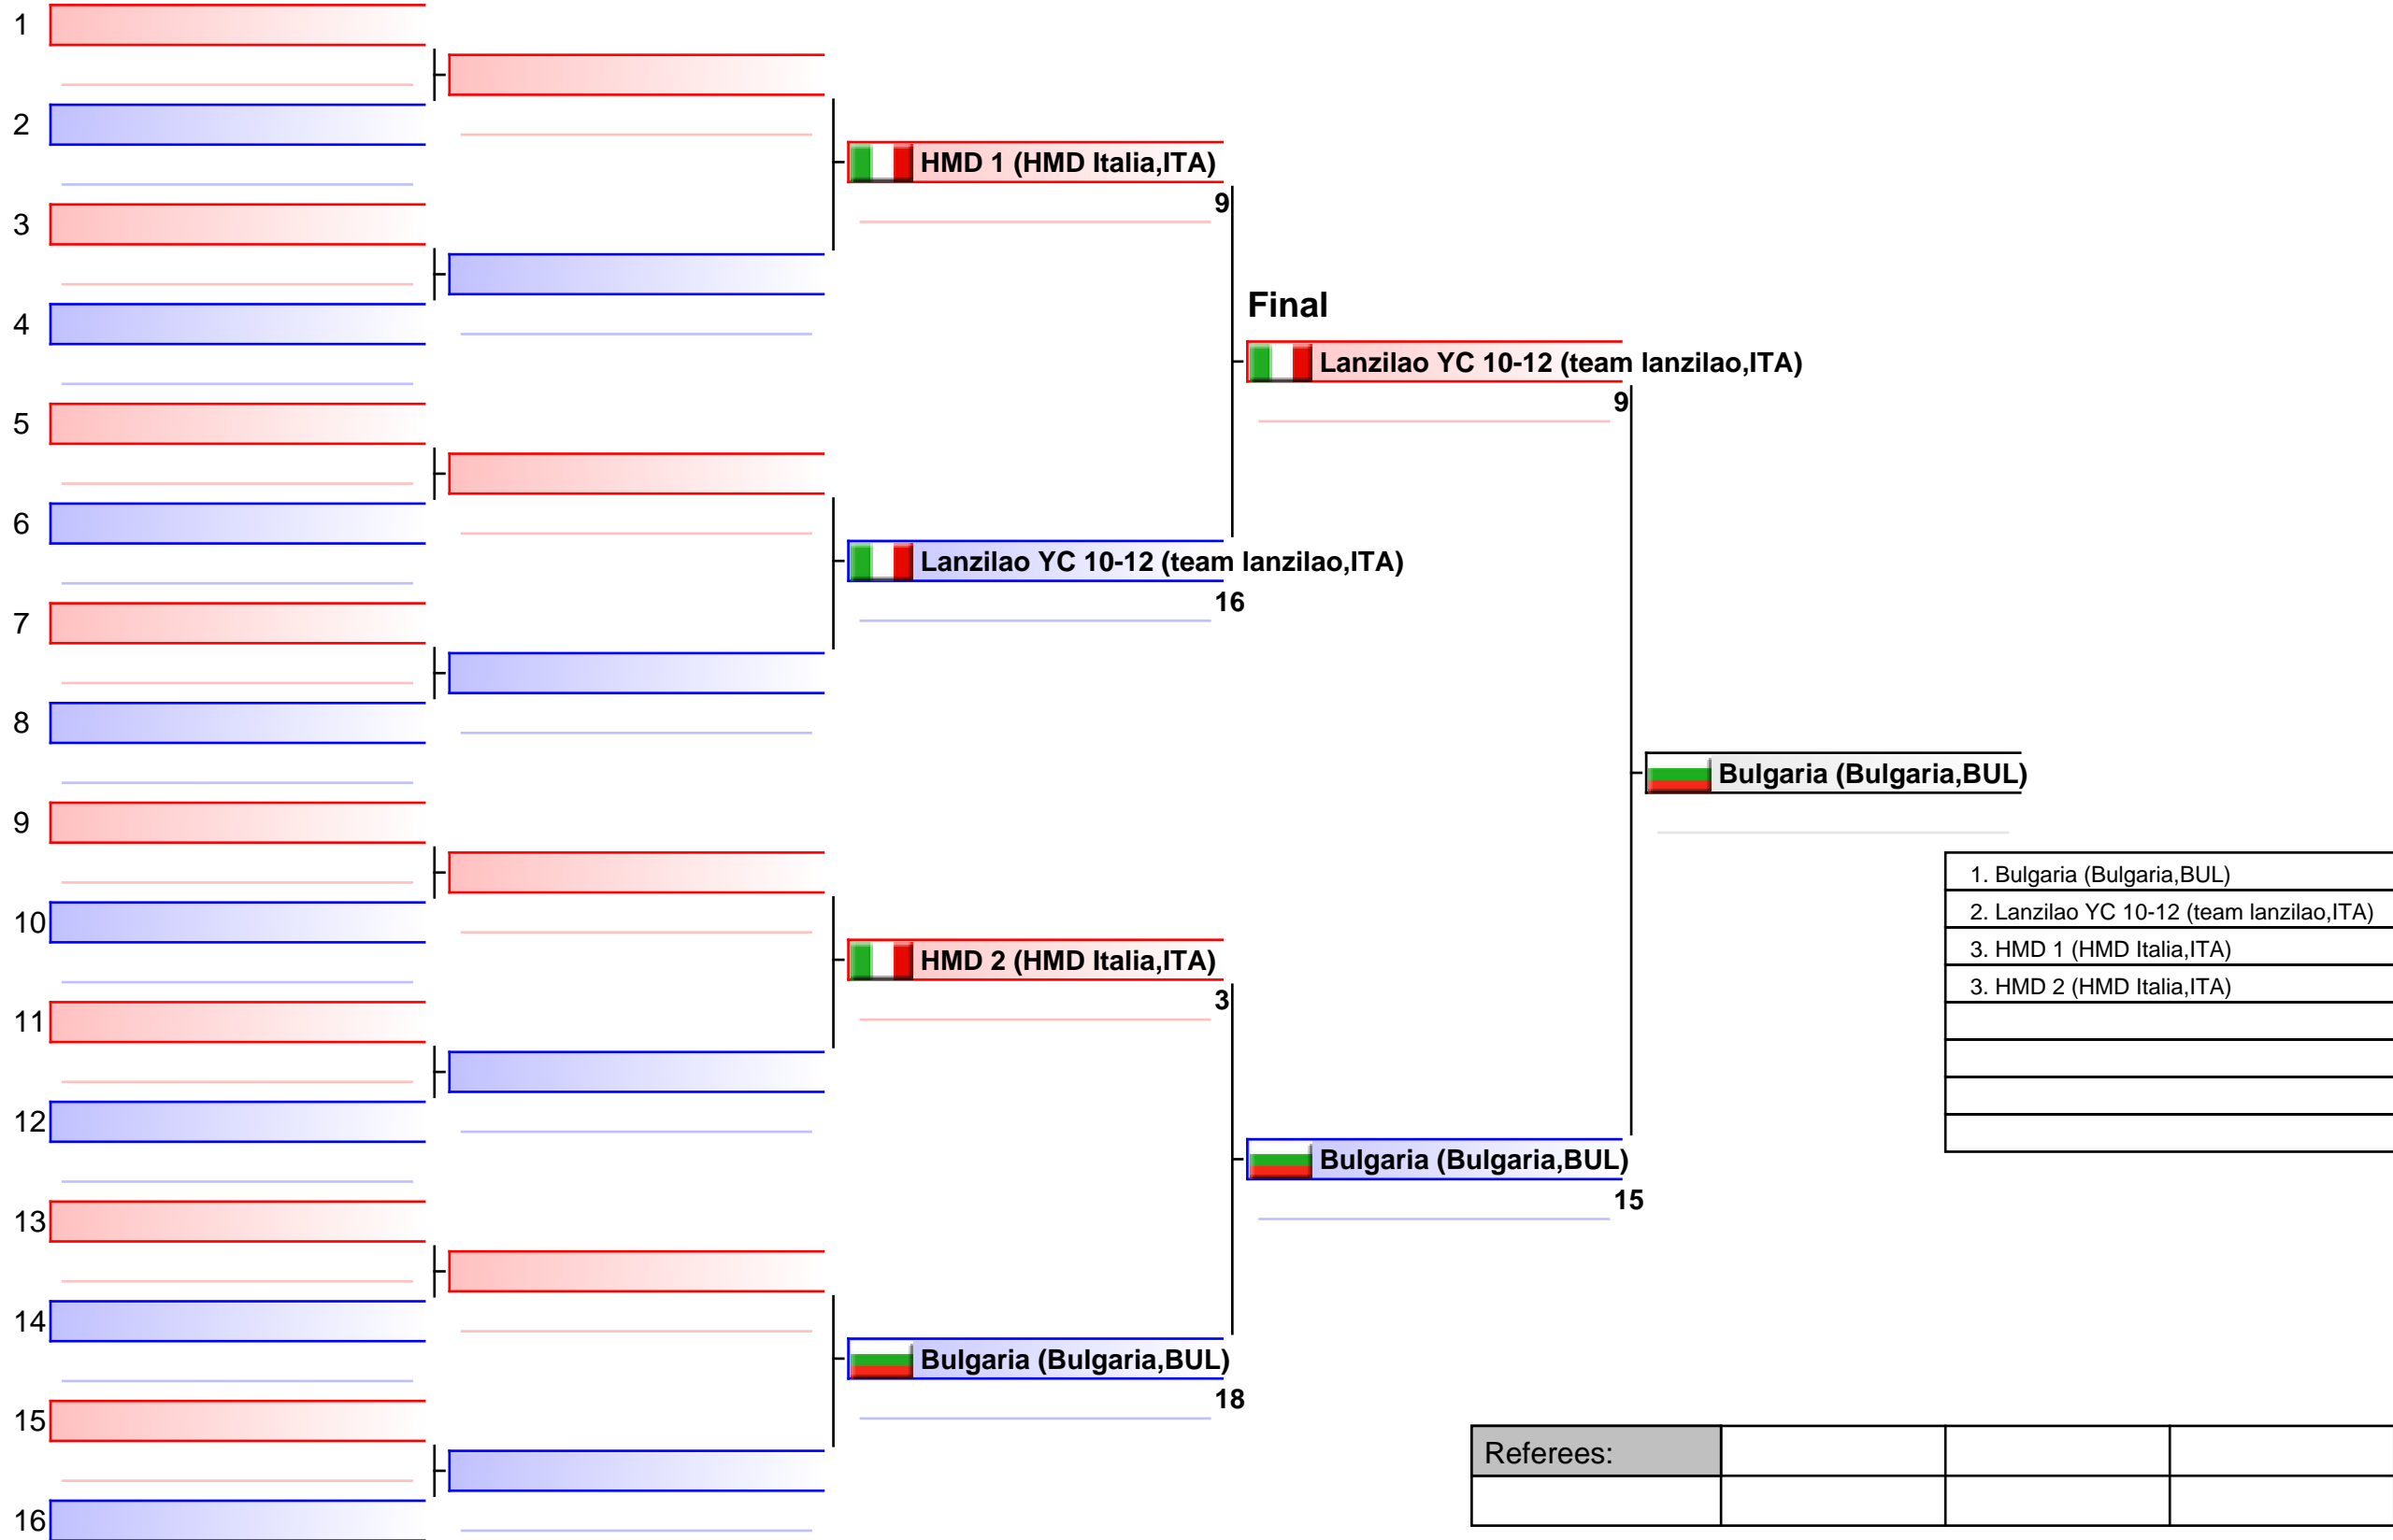 1
2
HMD 1 (HMD Italia,ITA)
9
3
Final
4
Lanzilao YC 10-12 (team lanzilao,ITA)
9
5
6
Lanzilao YC 10-12 (team lanzilao,ITA)
16
7
8
Bulgaria (Bulgaria,BUL)
9
1. Bulgaria (Bulgaria,BUL)
2. Lanzilao YC 10-12 (team lanzilao,ITA)
3. HMD 1 (HMD Italia,ITA)
3. HMD 2 (HMD Italia,ITA)
10
HMD 2 (HMD Italia,ITA)
3
11
12
Bulgaria (Bulgaria,BUL)
15
13
14
Bulgaria (Bulgaria,BUL)
18
15
Referees:
16